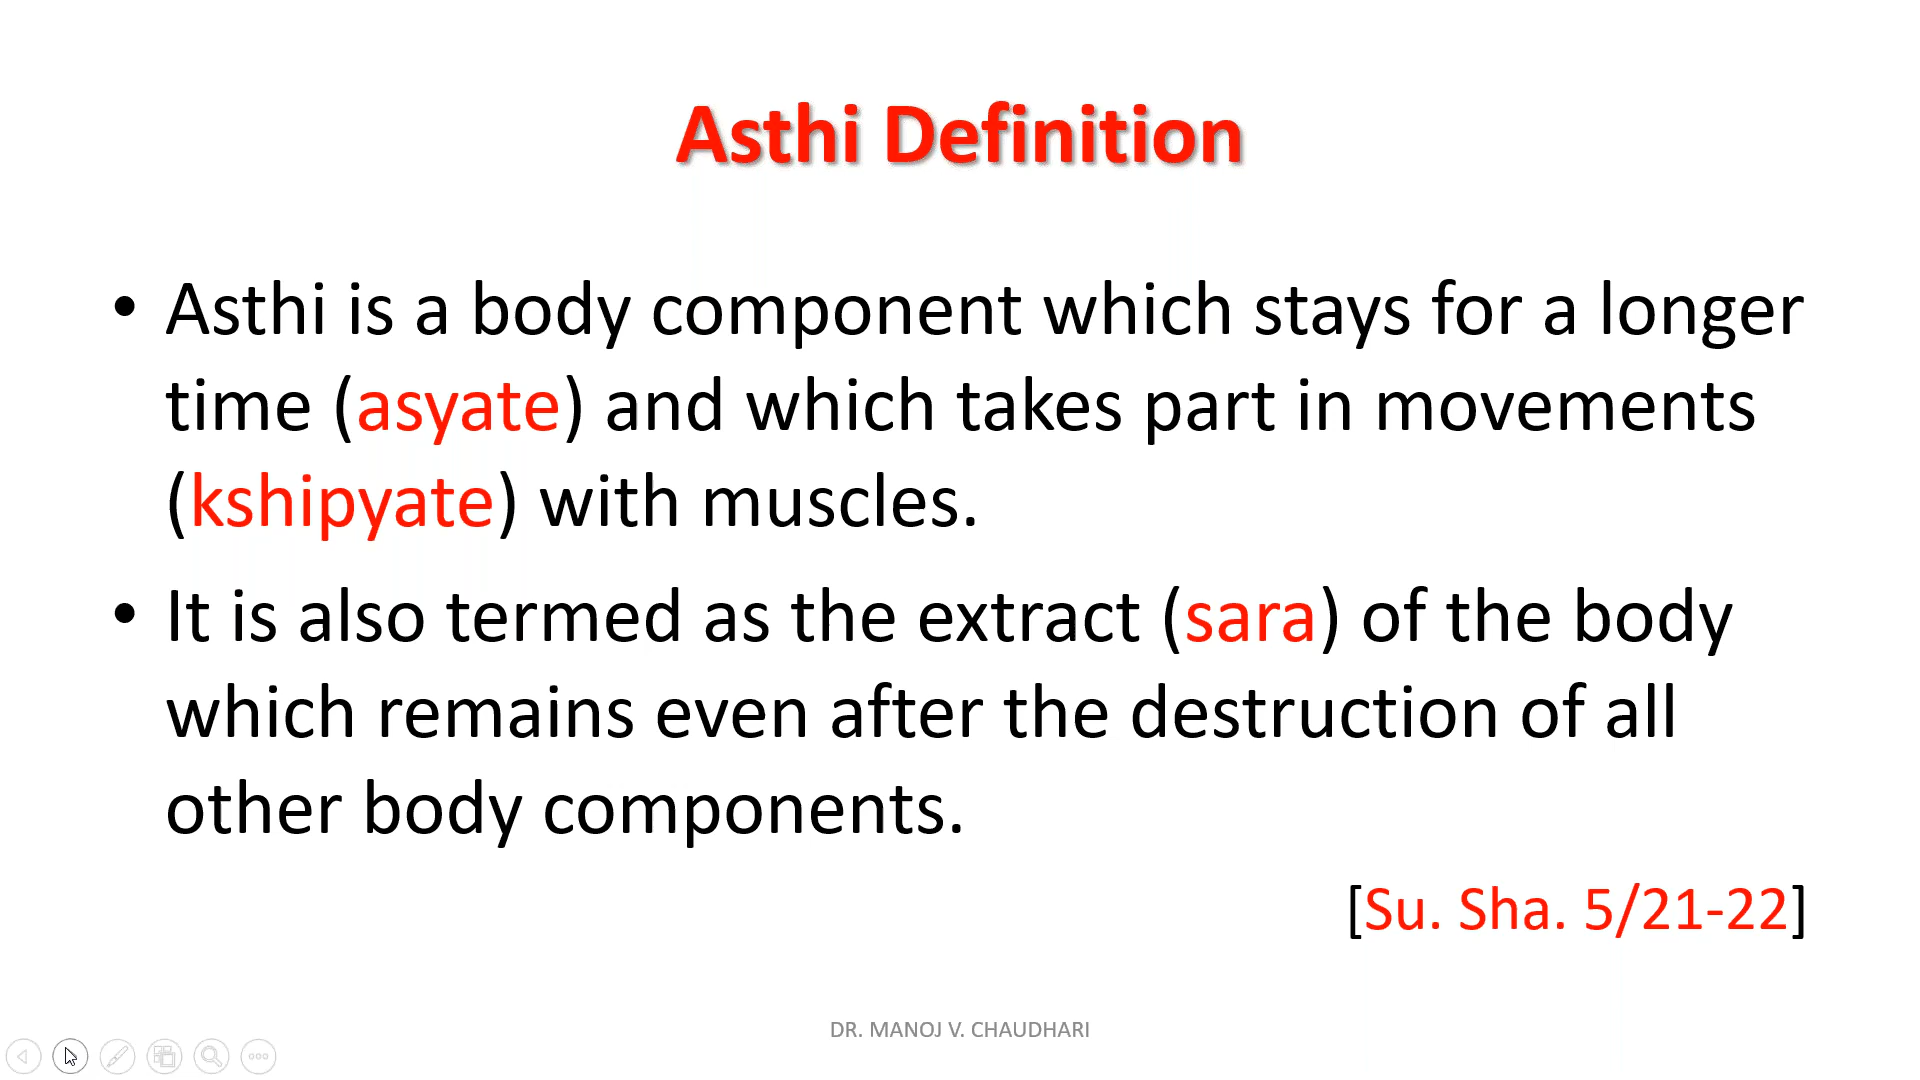 Asthi Definition
• Asthi is a body component which stays for a longer
time (asyate) and which takes part in movements
(kshipyate) with muscles.
• It is also termed as the extract (sara) of the body
which remains even after the destruction of all
other body components.
[Su. Sha. 5/21-22]
DR. MANOJ V. CHAUDHARI